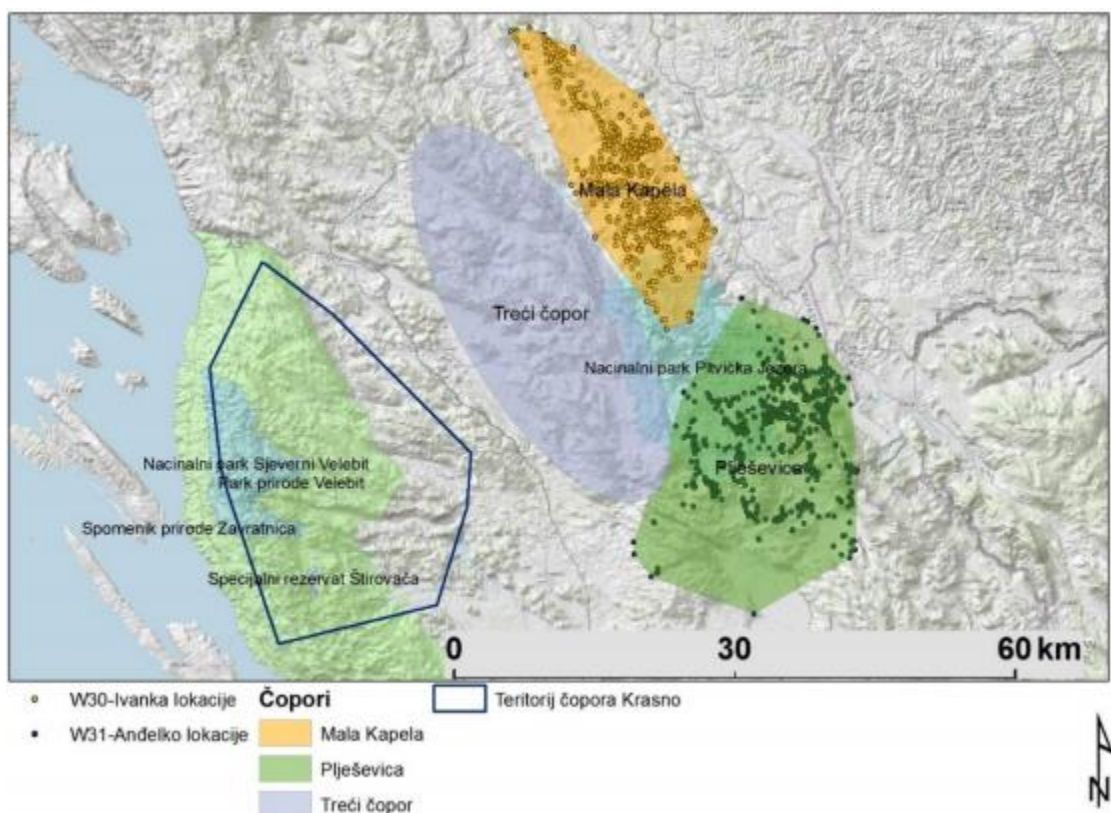 Mala Kapela
Treći čopor
Nacinalni park Plitvička Jezera
Nacinalni park Sjeverni Velebit
Plješevica
Park prirode Velebit
Spomenik prirode Zavratnica
Specijalni rezervat Štirovača
0 30 60 km
W30-Ivanka lokacije Čopori Teritorij čopora Krasno
W31-Anđelko lokacije Mala Kapela
Plješevica
Treći čopor
N